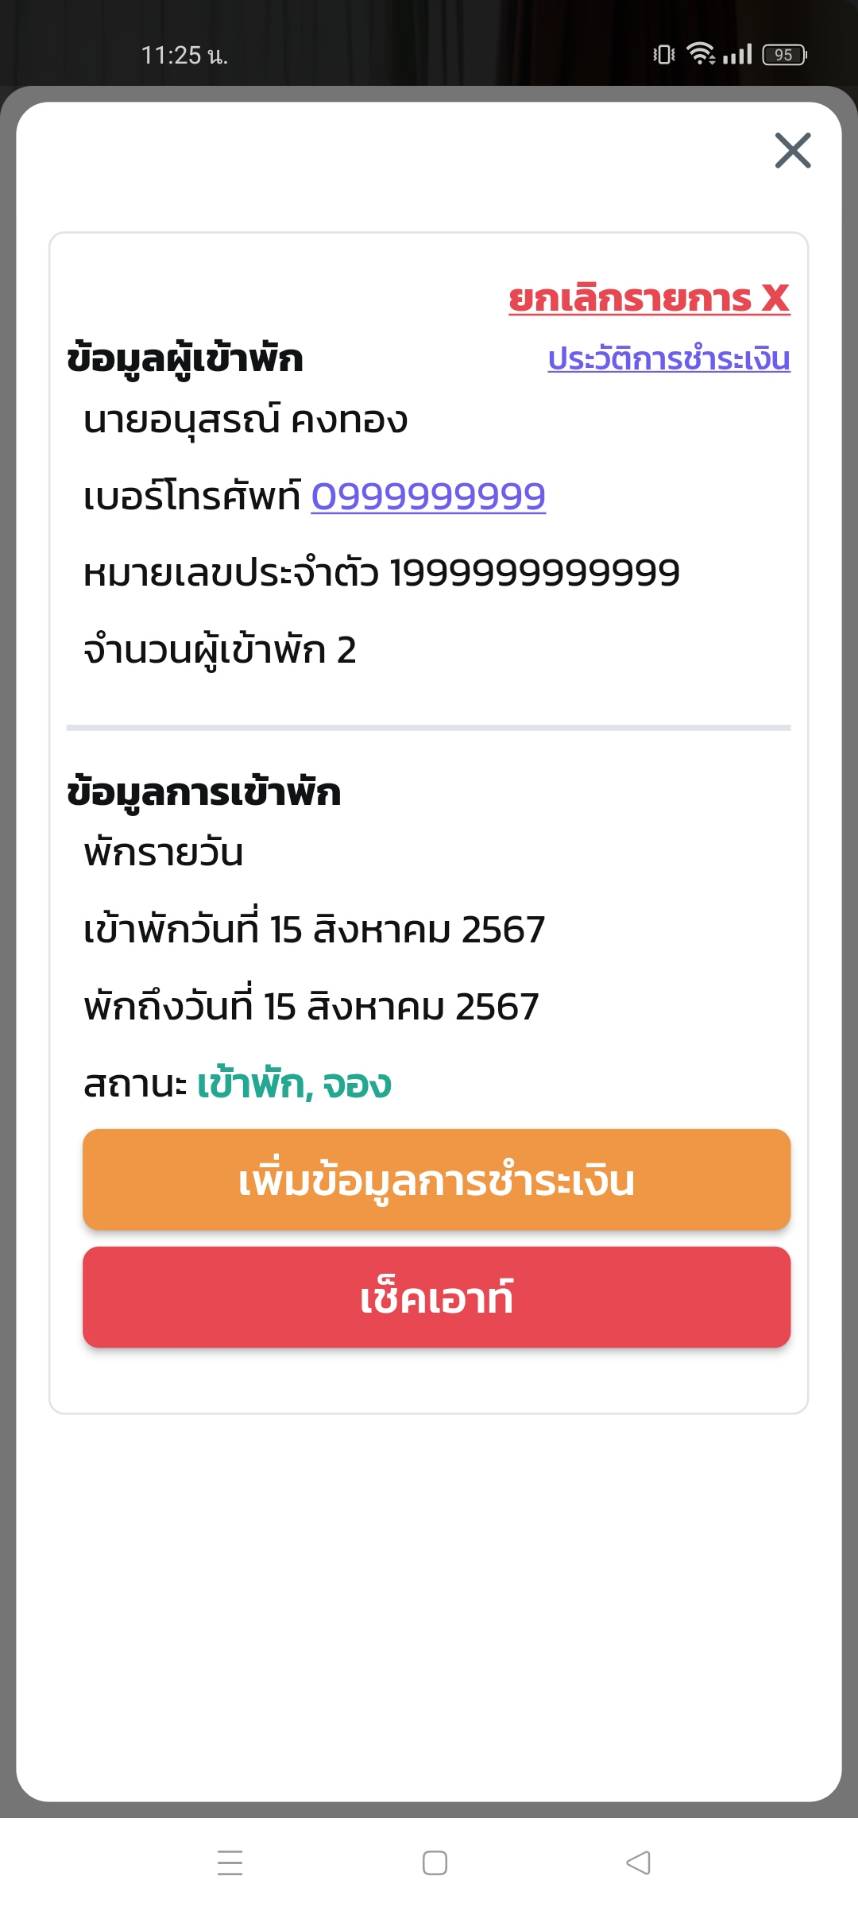 11:25 น.
95
ยกเลิกรายการ X
ข้อมูลผู้เข้าพัก
ประวัติการชำระเงิน
นายอนุสรณ์ คงทอง
เบอร์โทรศัพท์ 0999999999
หมายเลขประจำตัว 1999999999999
จำนวนผู้เข้าพัก 2
ข้อมูลการเข้าพัก
พักรายวัน
เข้าพักวันที่ 15 สิงหาคม 2567
พักถึงวันที่ 15 สิงหาคม 2567
สถานะ เข้าพัก, จอง
เพิ่มข้อมูลการชำระเงิน
เช็คเอาท์